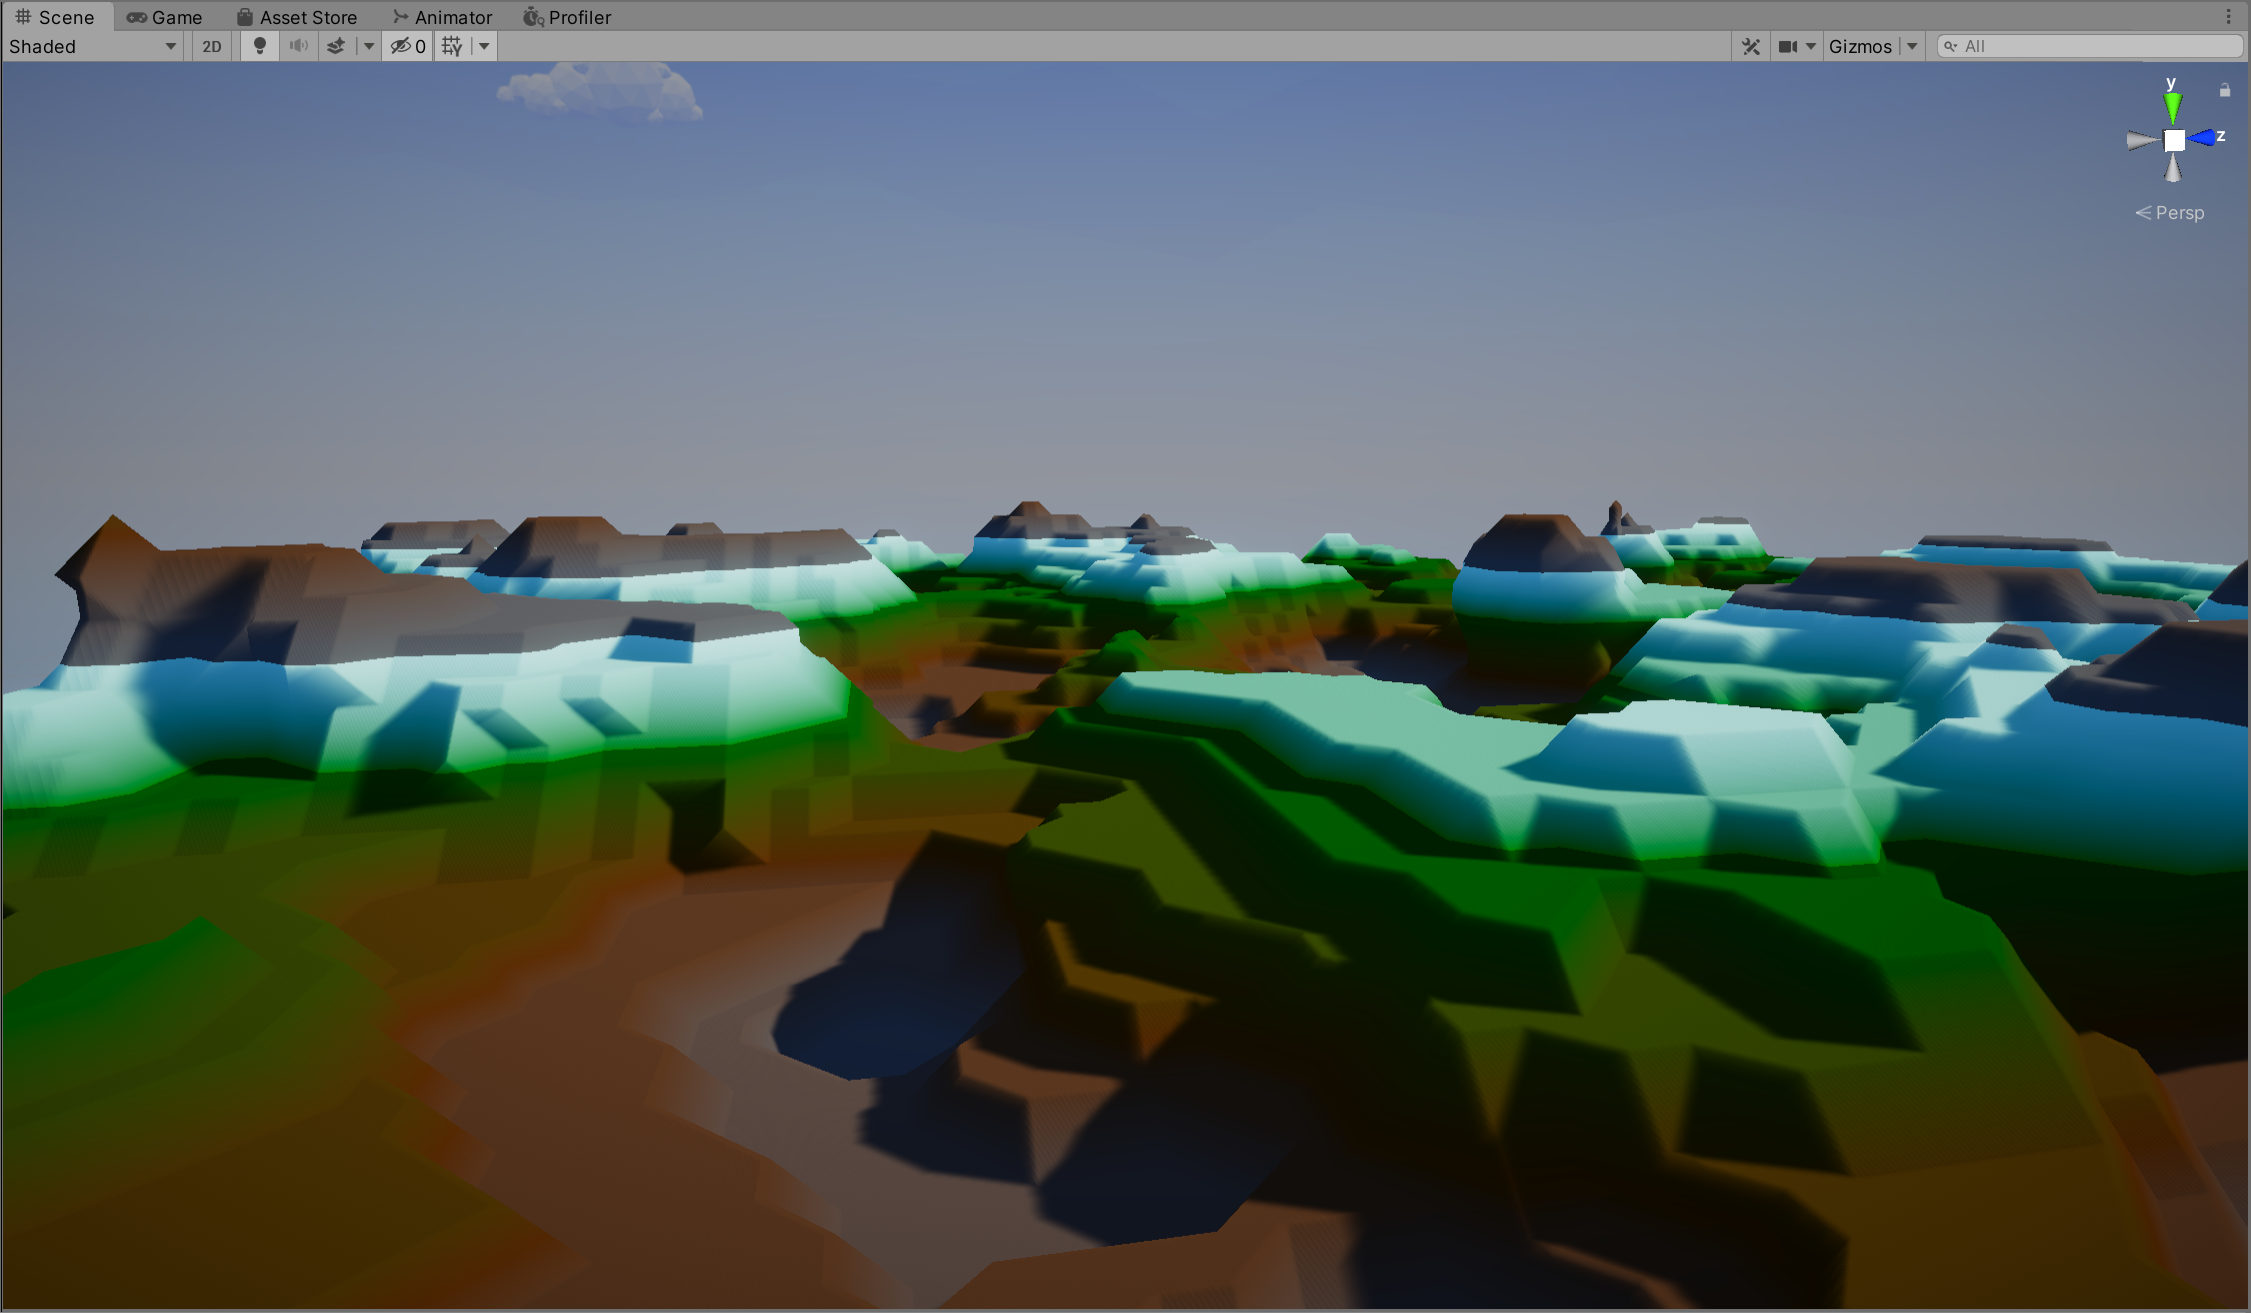 Scene Game Asset Store Animator Profiler
Shaded 2D 0 Gizmos All
y
z
Persp